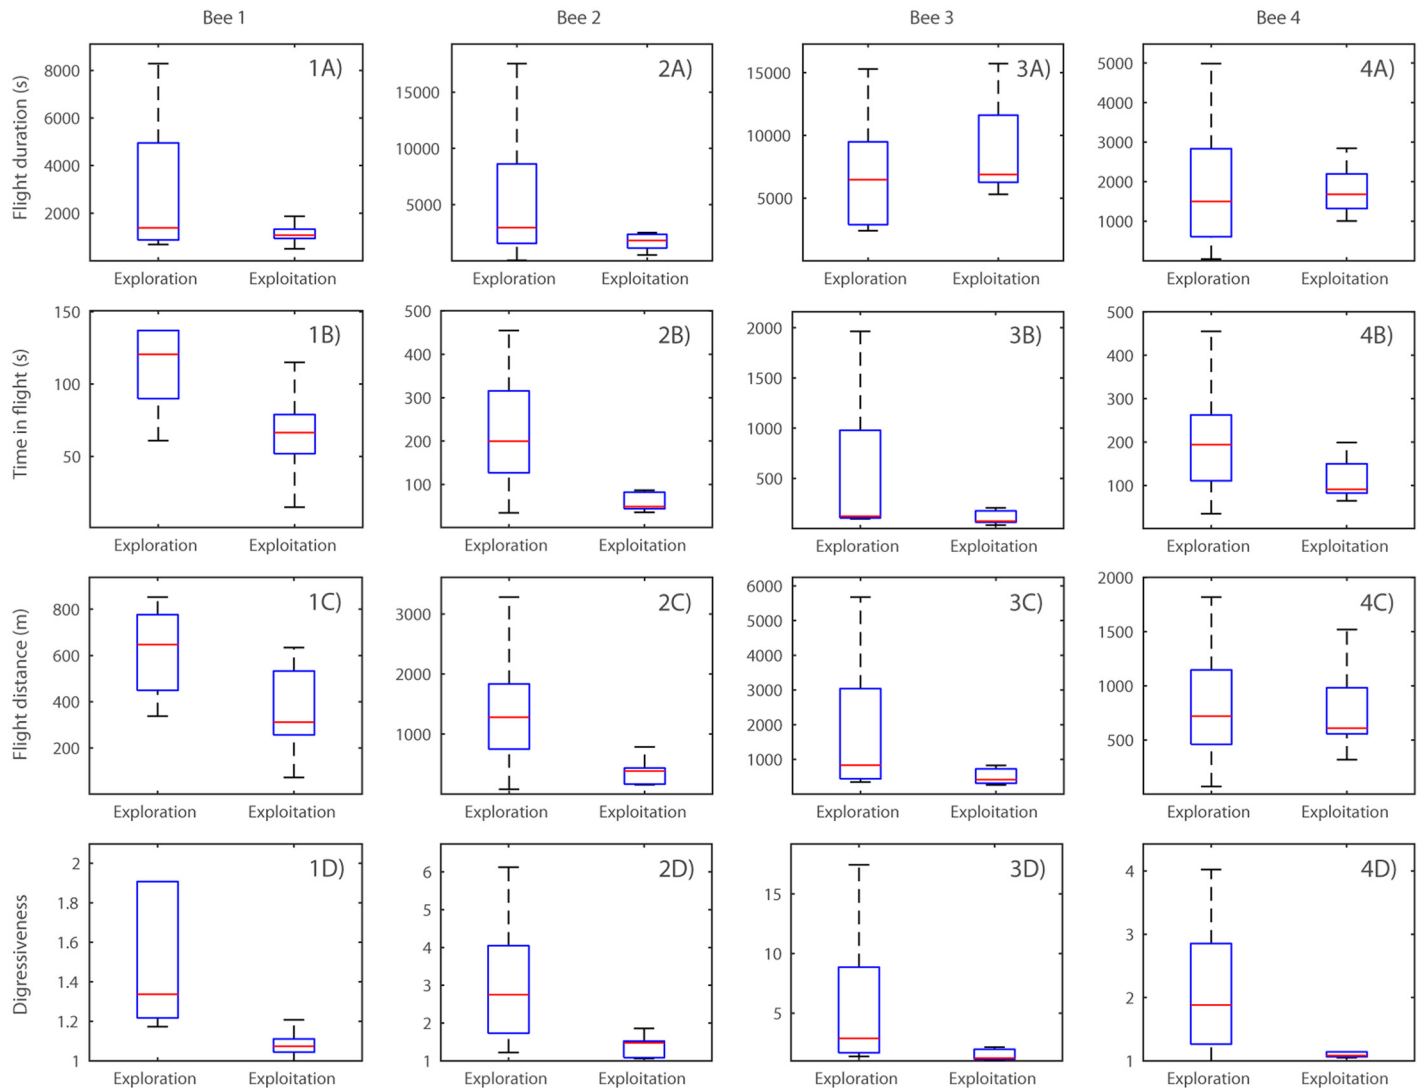 Bee 1 Bee 2 Bee 3 Bee 4
Flight duration (s)
8000
6000
4000
2000
1A)
Exploration Exploitation
15000
10000
5000
2A)
Exploration Exploitation
15000
10000
5000
3A)
Exploration Exploitation
5000
4000
3000
2000
1000
4A)
Exploration Exploitation
Time in flight (s)
150
100
50
1B)
Exploration Exploitation
500
400
300
200
100
2B)
Exploration Exploitation
2000
1500
1000
500
3B)
Exploration Exploitation
500
400
300
200
100
4B)
Exploration Exploitation
Flight distance (m)
800
600
400
200
1C)
Exploration Exploitation
3000
2000
1000
2C)
Exploration Exploitation
6000
5000
4000
3000
2000
1000
3C)
Exploration Exploitation
2000
1500
1000
500
4C)
Exploration Exploitation
Digressiveness
2
1.8
1.6
1.4
1.2
1
1D)
Exploration Exploitation
6
5
4
3
2
1
2D)
Exploration Exploitation
15
10
5
3D)
Exploration Exploitation
4
3
2
1
4D)
Exploration Exploitation